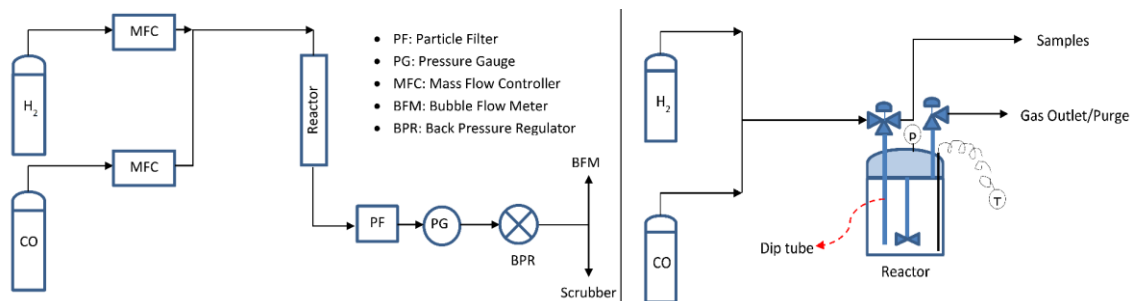 MFC
H2
MFC
CO
Reactor
• PF: Particle Filter
• PG: Pressure Gauge
• MFC: Mass Flow Controller
• BFM: Bubble Flow Meter
• BPR: Back Pressure Regulator
BFM
PF
PG
BPR
Scrubber
H2
CO
Samples
Gas Outlet/Purge
P
T
Dip tube
Reactor